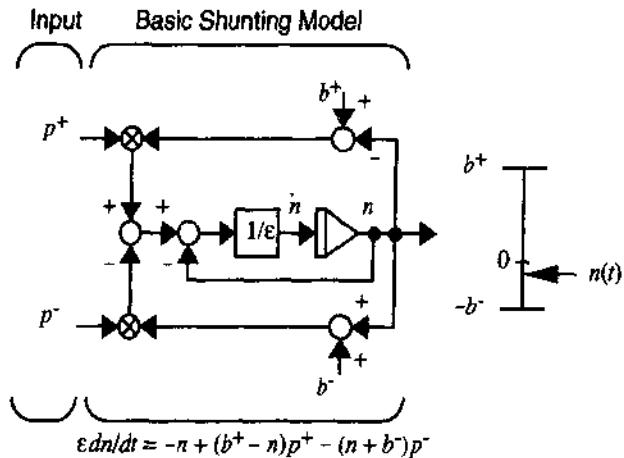 Input Basic Shunting Model
b⁺ +
p⁺
−
b⁺
+ + ṅ n
1/ε
0
n(t)
− −
−b⁻
p⁻ +
+
b⁻
εdn/dt = −n + (b⁺ − n)p⁺ − (n + b⁻)p⁻